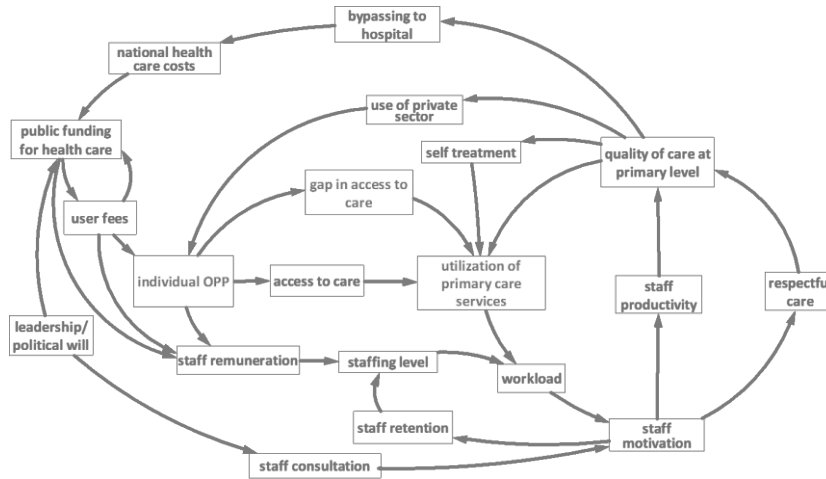 bypassing to
hospital
national health
care costs
use of private
sector
public funding
for health care
self treatment
quality of care at
primary level
gap in access to
care
user fees
individual OPP
access to care
utilization of
primary care
services
staff
productivity
respectfu
care
leadership/
political will
staff remuneration
staffing level
workload
staff retention
staff
motivation
staff consultation